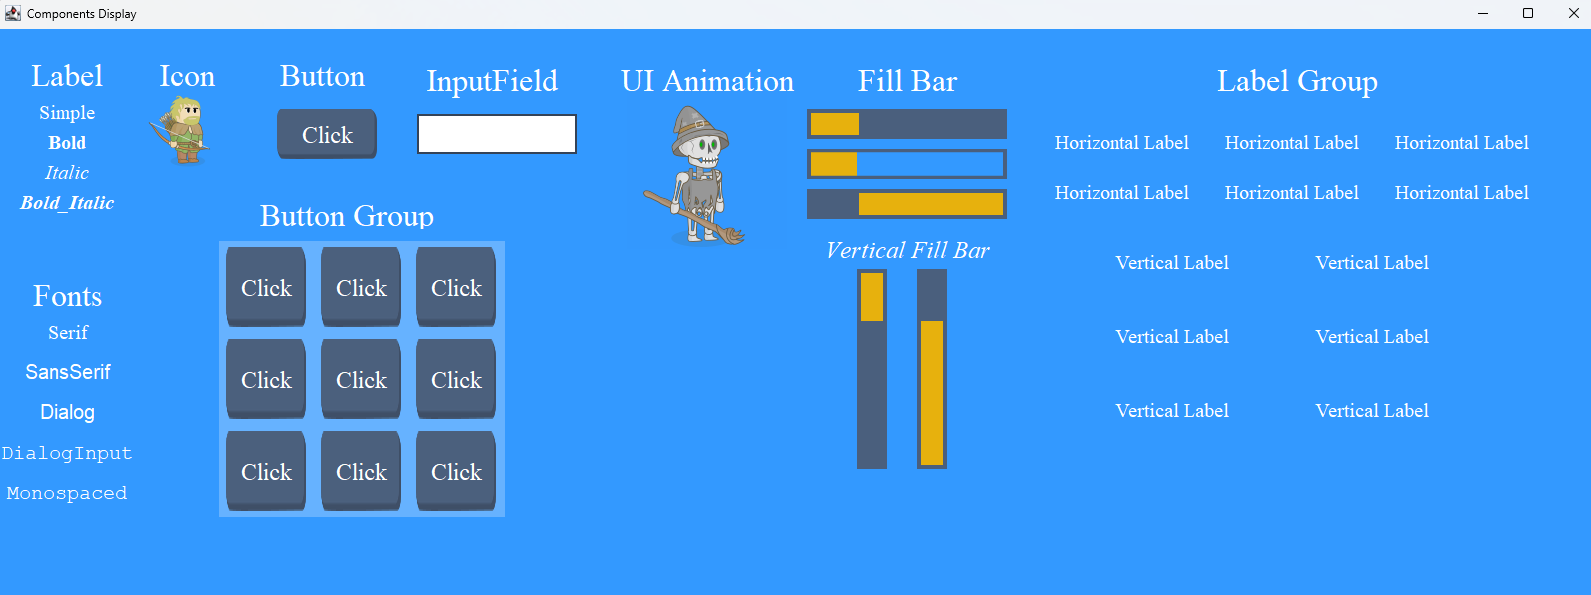 Components Display
Label
Simple
Bold
Italic
Bold_Italic
Fonts
Serif
SansSerif
Dialog
DialogInput
Monospaced
Icon
Button
Click
InputField
Button Group
Click Click Click
Click Click Click
Click Click Click
UI Animation
Fill Bar
Vertical Fill Bar
Label Group
Horizontal Label Horizontal Label Horizontal Label
Horizontal Label Horizontal Label Horizontal Label
Vertical Label Vertical Label
Vertical Label Vertical Label
Vertical Label Vertical Label